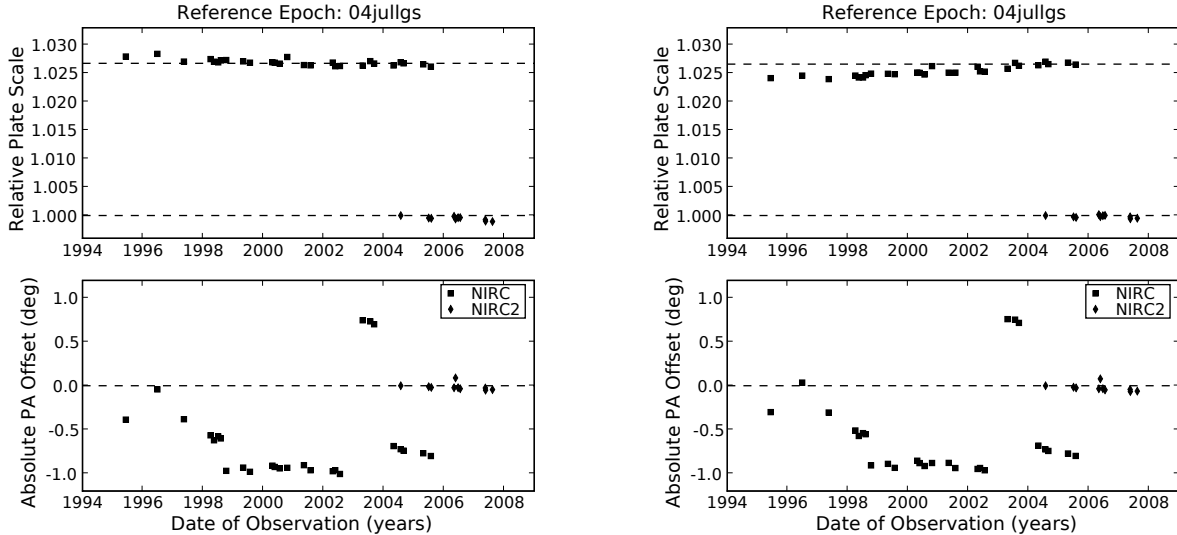 Reference Epoch: 04jullgs
Relative Plate Scale
1.030
1.025
1.020
1.015
1.010
1.005
1.000
1994 1996 1998 2000 2002 2004 2006 2008
Absolute PA Offset (deg)
1.0
0.5
0.0
-0.5
-1.0
NIRC
NIRC2
1994 1996 1998 2000 2002 2004 2006 2008
Date of Observation (years)
Reference Epoch: 04jullgs
Relative Plate Scale
1.030
1.025
1.020
1.015
1.010
1.005
1.000
1994 1996 1998 2000 2002 2004 2006 2008
Absolute PA Offset (deg)
1.0
0.5
0.0
-0.5
-1.0
NIRC
NIRC2
1994 1996 1998 2000 2002 2004 2006 2008
Date of Observation (years)